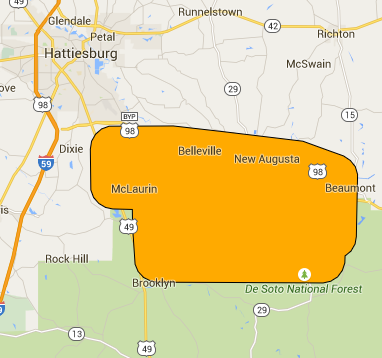 49
Glendale
Runnelstown
Petal
42
Richton
Hattiesburg
McSwain
29
ove
98
15
BYP
98
Dixie
Belleville
New Augusta
59
98
McLaurin
Beaumont
is
49
Rock Hill
Brooklyn
De Soto National Forest
29
13
49